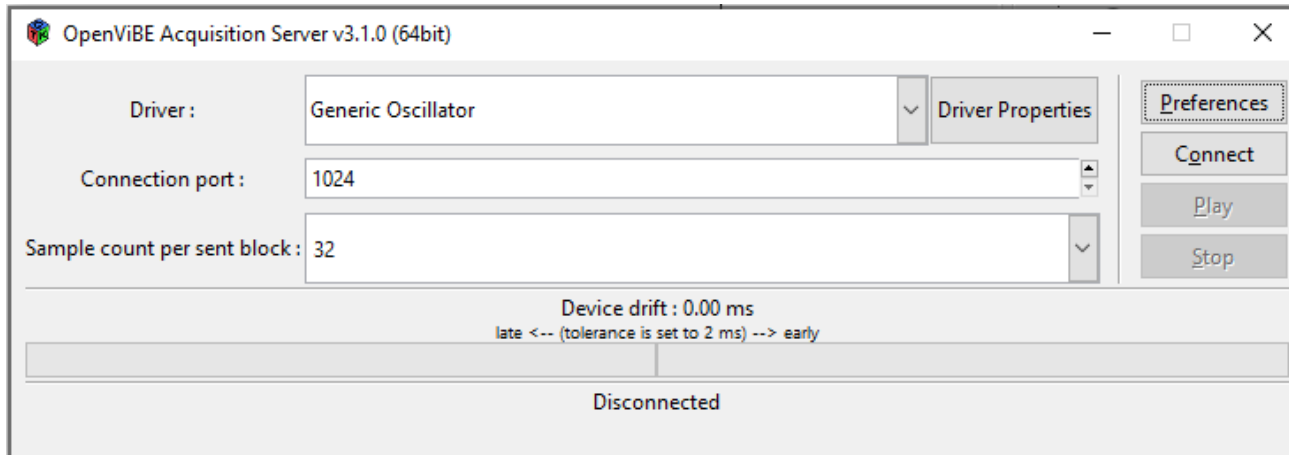 OpenViBE Acquisition Server v3.1.0 (64bit)
Driver :
Generic Oscillator
Driver Properties
Preferences
Connection port :
1024
Connect
Play
Sample count per sent block :
32
Stop
Device drift : 0.00 ms
late <-- (tolerance is set to 2 ms) --> early
Disconnected